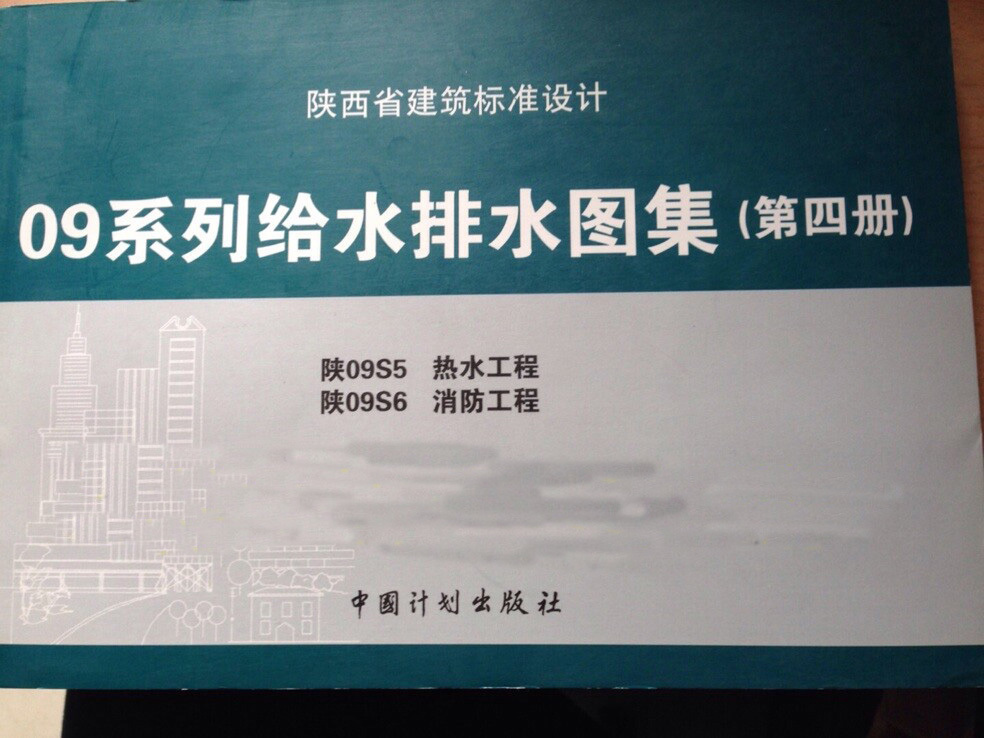 陕西省建筑标准设计
09系列给水排水图集(第四册)
陕09S5 热水工程
陕09S6 消防工程
中國计划出版社